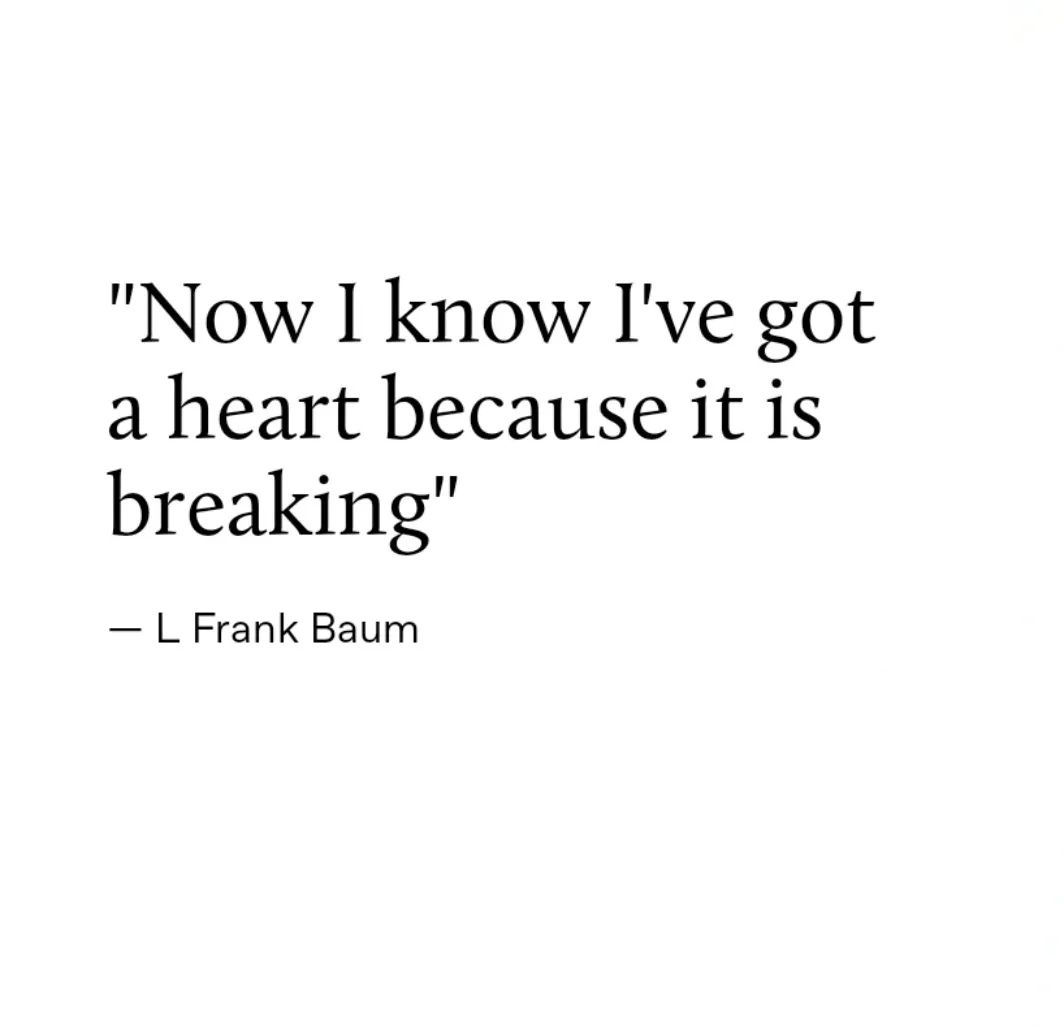 "Now I know I've got
a heart because it is
breaking"
— L Frank Baum